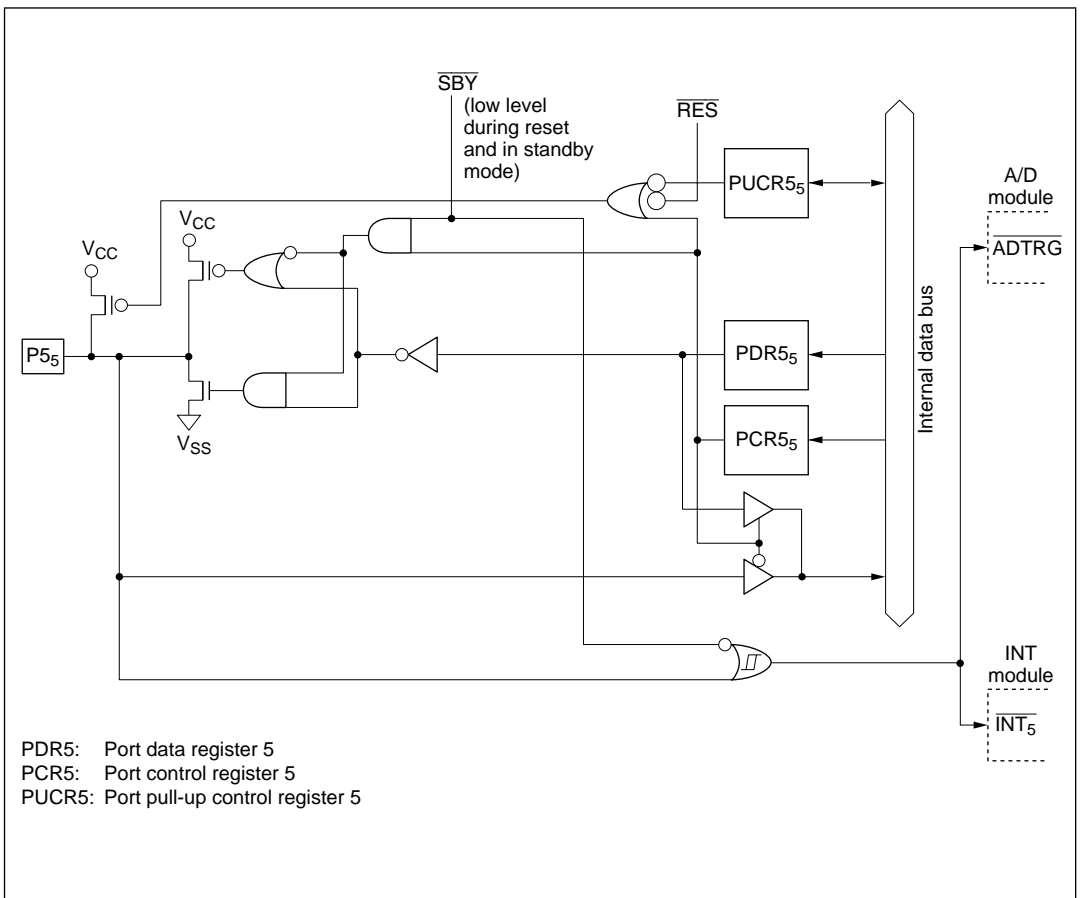 SBY
(low level
during reset
and in standby
mode)
RES
PUCR5₅
A/D
module
ADTRG
VCC
VCC
P5₅
VSS
PDR5₅
PCR5₅
Internal data bus
INT
module
INT₅
PDR5: Port data register 5
PCR5: Port control register 5
PUCR5: Port pull-up control register 5